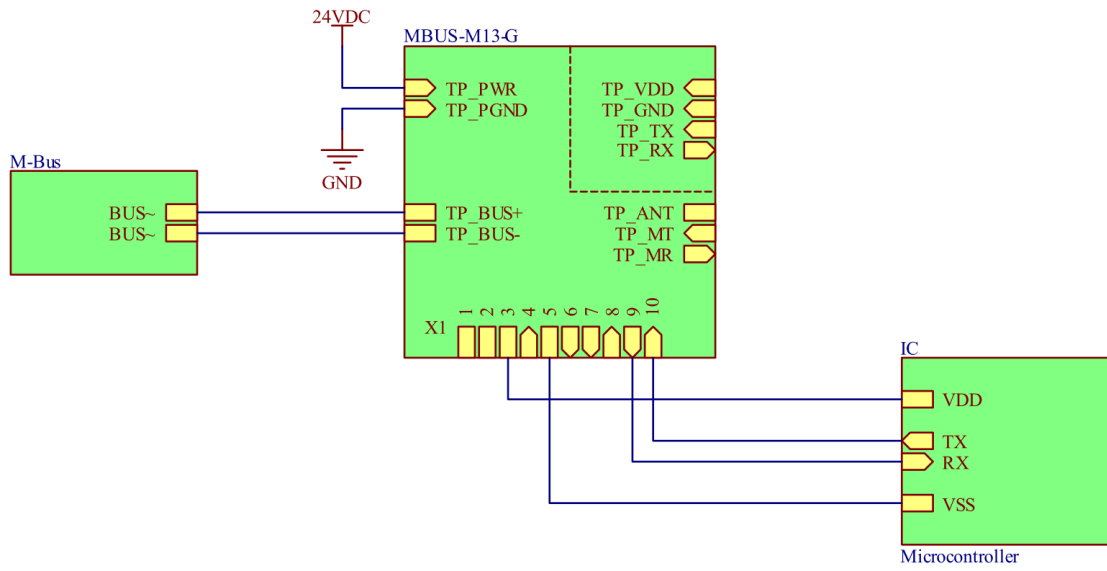 24VDC
MBUS-M13-G
TP_PWR TP_VDD
TP_PGND TP_GND
TP_TX
TP_RX
GND
M-Bus
BUS~ TP_BUS+ TP_ANT
BUS~ TP_BUS- TP_MT
TP_MR
X1 1 2 3 4 5 6 7 8 9 10
IC
VDD
TX
RX
VSS
Microcontroller